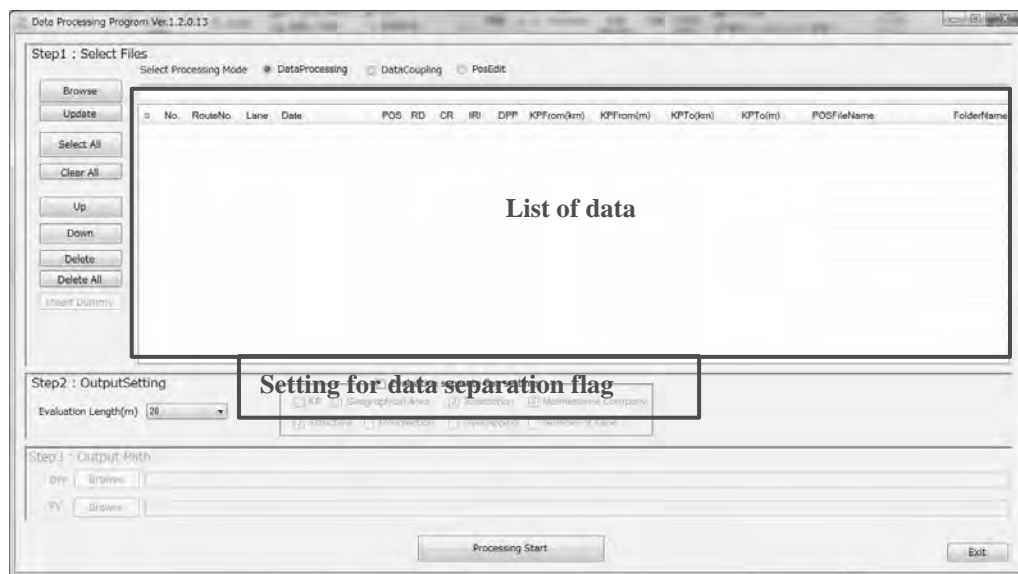 Data Processing Program Ver.1.2.0.13
Step1 : Select Files
Select Processing Mode DataProcessing DataCoupling PosEdit
Browse
Update
Select All
Clear All
Up
Down
Delete
Delete All
Insert Dummy
No. RouteNo. Lane Date POS RD CR IRI DPP KPFrom(km) KPFrom(m) KPTo(km) KPTo(m) POSFileName FolderName
List of data
Step2 : OutputSetting
Setting for data separation flag
Evaluation Length(m) 20
KP Geographical Area Jurisdiction Maintenance Company
Structure Intersection Overlapping Number of Lane
Step3 : Output Path
DPP Browse
FV Browse
Processing Start
Exit